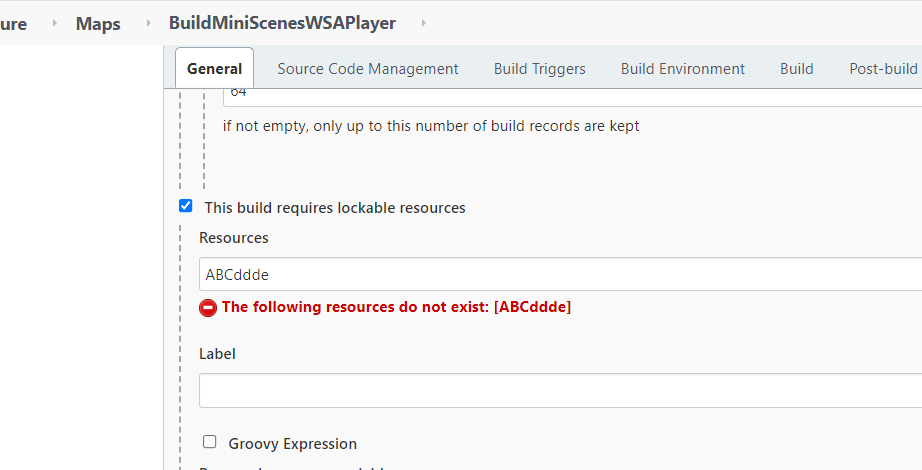 ure Maps BuildMiniScenesWSAPlayer
General Source Code Management Build Triggers Build Environment Build Post-build
64
if not empty, only up to this number of build records are kept
This build requires lockable resources
Resources
ABCddde
The following resources do not exist: [ABCddde]
Label
Groovy Expression